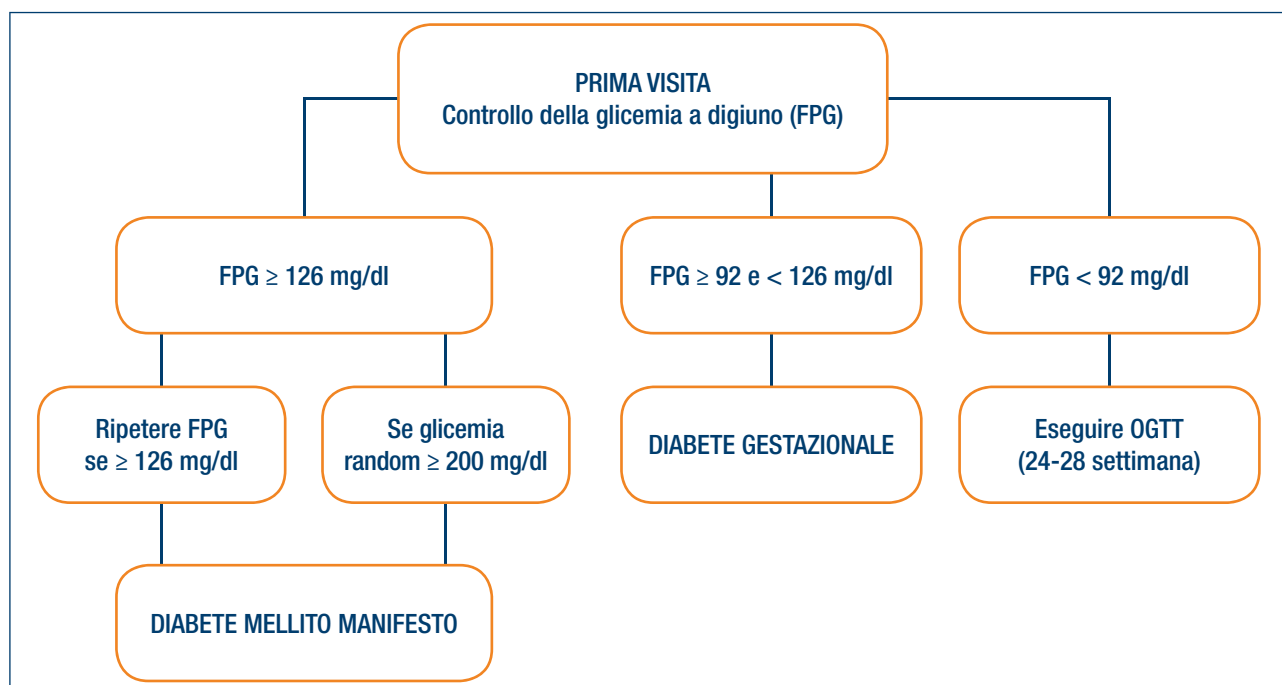 PRIMA VISITA
Controllo della glicemia a digiuno (FPG)
FPG ≥ 126 mg/dl
FPG ≥ 92 e < 126 mg/dl
FPG < 92 mg/dl
Ripetere FPG
se ≥ 126 mg/dl
Se glicemia
random ≥ 200 mg/dl
DIABETE GESTAZIONALE
Eseguire OGTT
(24-28 settimana)
DIABETE MELLITO MANIFESTO